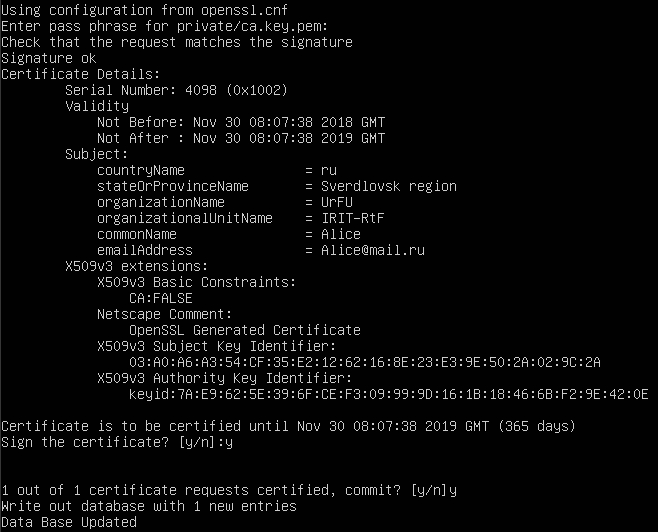 Using configuration from openssl.cnf
Enter pass phrase for private/ca.key.pem:
Check that the request matches the signature
Signature ok
Certificate Details:
        Serial Number: 4098 (0x1002)
        Validity
            Not Before: Nov 30 08:07:38 2018 GMT
            Not After : Nov 30 08:07:38 2019 GMT
        Subject:
            countryName               = ru
            stateOrProvinceName       = Sverdlovsk region
            organizationName          = UrFU
            organizationalUnitName    = IRIT-RtF
            commonName                = Alice
            emailAddress              = Alice@mail.ru
        X509v3 extensions:
            X509v3 Basic Constraints:
                CA:FALSE
            Netscape Comment:
                OpenSSL Generated Certificate
            X509v3 Subject Key Identifier:
                03:A0:A6:A3:54:CF:35:E2:12:62:16:8E:23:E3:9E:50:2A:02:9C:2A
            X509v3 Authority Key Identifier:
                keyid:7A:E9:62:5E:39:6F:CE:F3:09:99:9D:16:1B:18:46:6B:F2:9E:42:0E
Certificate is to be certified until Nov 30 08:07:38 2019 GMT (365 days)
Sign the certificate? [y/n]:y
1 out of 1 certificate requests certified, commit? [y/n]y
Write out database with 1 new entries
Data Base Updated